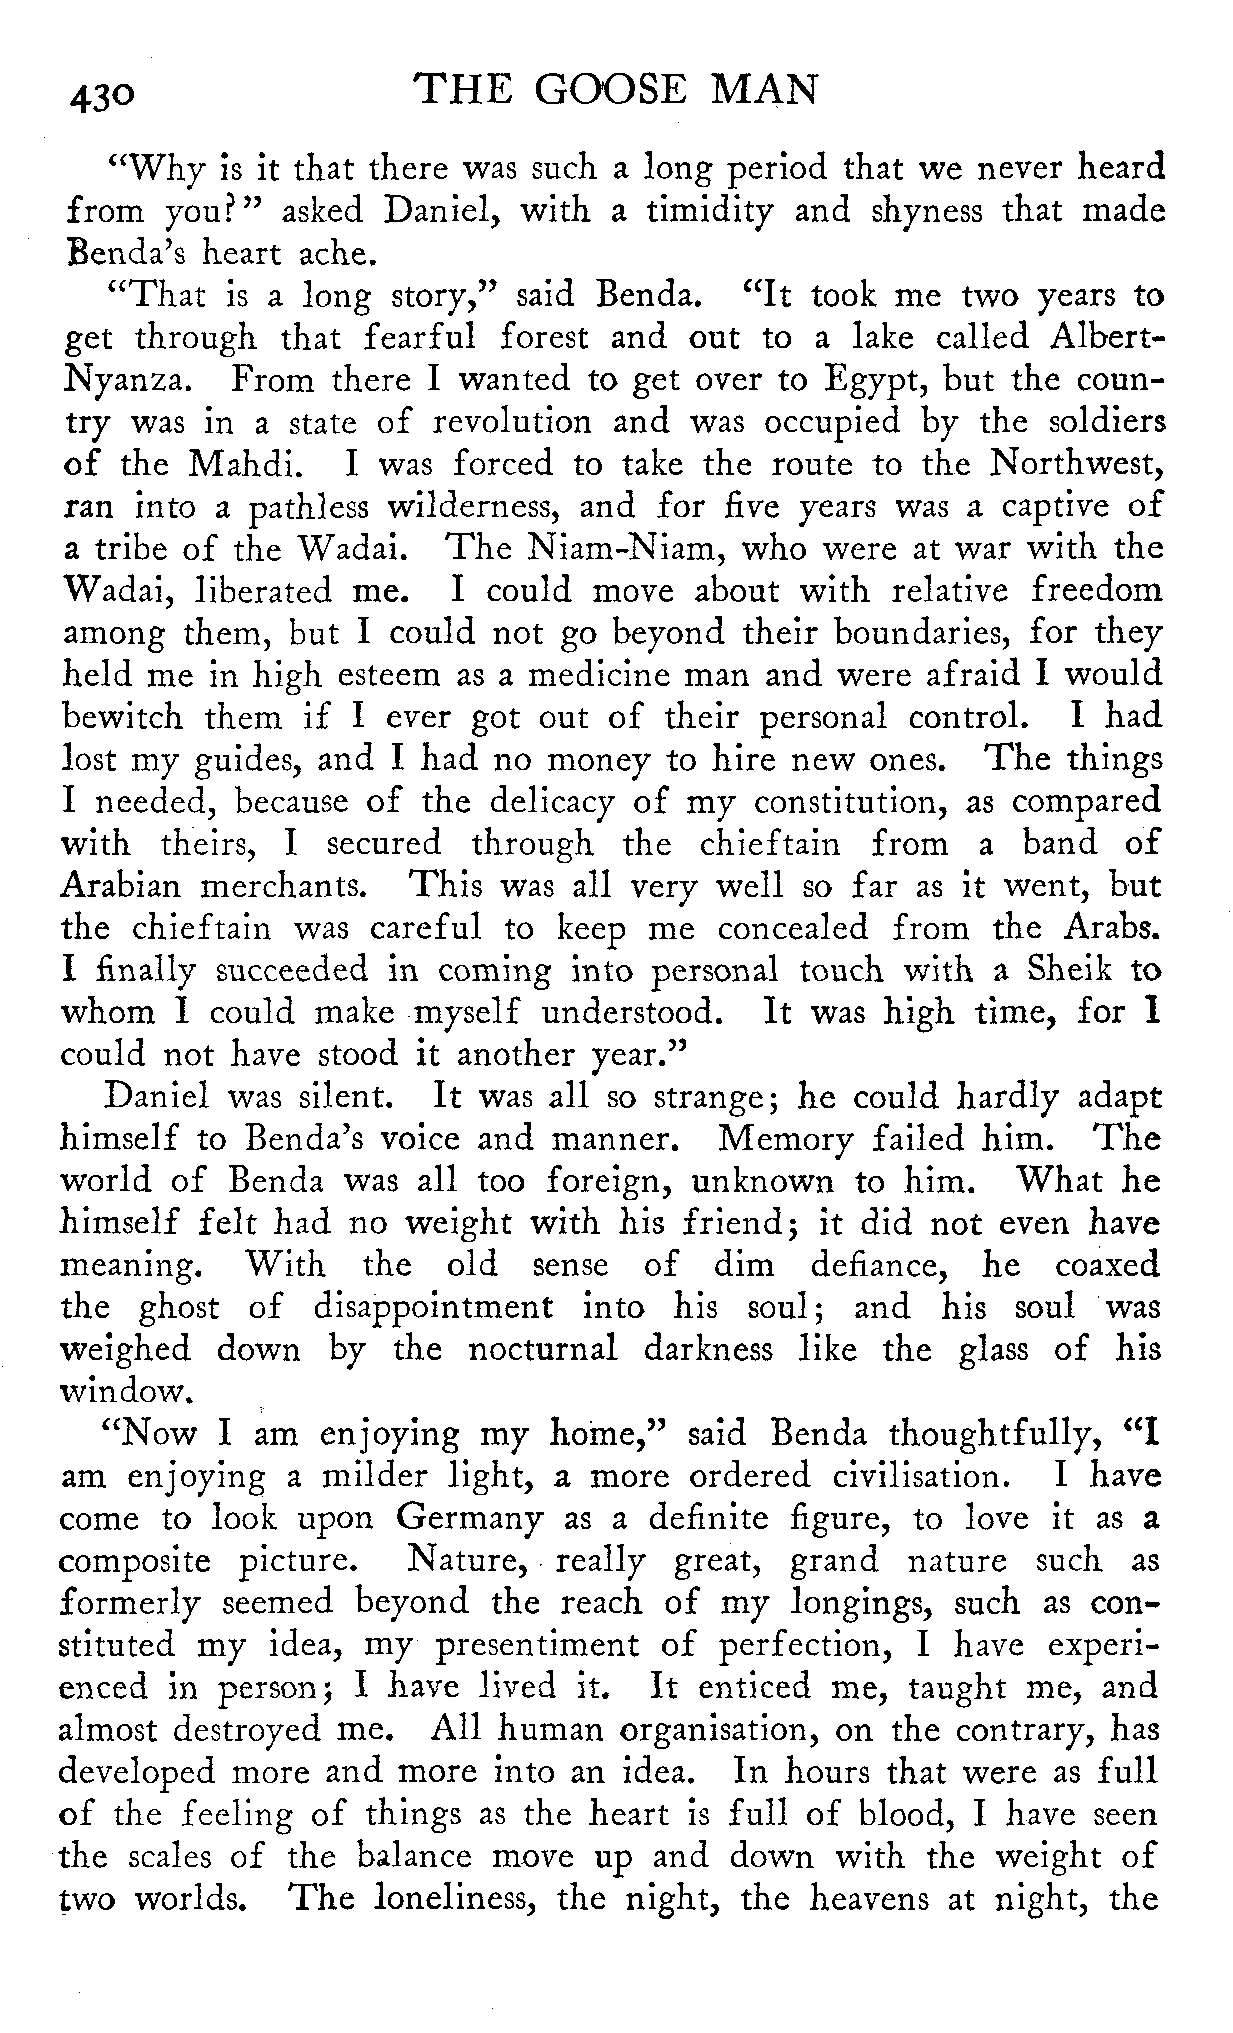 430 THE GOOSE MAN
“Why is it that there was such a long period that we never heard
from you?” asked Daniel, with a timidity and shyness that made
Benda’s heart ache.
“That is a long story,” said Benda. “It took me two years to
get through that fearful forest and out to a lake called Albert-
Nyanza. From there I wanted to get over to Egypt, but the coun-
try was in a state of revolution and was occupied by the soldiers
of the Mahdi. I was forced to take the route to the Northwest,
ran into a pathless wilderness, and for five years was a captive of
a tribe of the Wadai. The Niam-Niam, who were at war with the
Wadai, liberated me. I could move about with relative freedom
among them, but I could not go beyond their boundaries, for they
held me in high esteem as a medicine man and were afraid I would
bewitch them if I ever got out of their personal control. I had
lost my guides, and I had no money to hire new ones. The things
I needed, because of the delicacy of my constitution, as compared
with theirs, I secured through the chieftain from a band of
Arabian merchants. This was all very well so far as it went, but
the chieftain was careful to keep me concealed from the Arabs.
I finally succeeded in coming into personal touch with a Sheik to
whom I could make myself understood. It was high time, for I
could not have stood it another year.”
Daniel was silent. It was all so strange; he could hardly adapt
himself to Benda’s voice and manner. Memory failed him. The
world of Benda was all too foreign, unknown to him. What he
himself felt had no weight with his friend; it did not even have
meaning. With the old sense of dim defiance, he coaxed
the ghost of disappointment into his soul; and his soul was
weighed down by the nocturnal darkness like the glass of his
window.
“Now I am enjoying my home,” said Benda thoughtfully, “I
am enjoying a milder light, a more ordered civilisation. I have
come to look upon Germany as a definite figure, to love it as a
composite picture. Nature, really great, grand nature such as
formerly seemed beyond the reach of my longings, such as con-
stituted my idea, my presentiment of perfection, I have experi-
enced in person; I have lived it. It enticed me, taught me, and
almost destroyed me. All human organisation, on the contrary, has
developed more and more into an idea. In hours that were as full
of the feeling of things as the heart is full of blood, I have seen
the scales of the balance move up and down with the weight of
two worlds. The loneliness, the night, the heavens at night, the